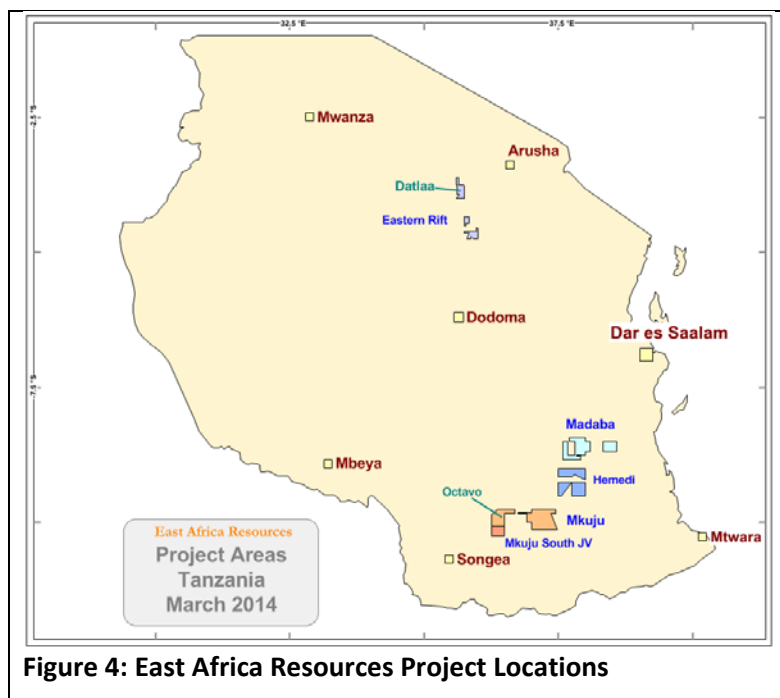 32.5 °E
37.5 °E
-2.5 °S
Mwanza
Arusha
Datlaa
Eastern Rift
Dodoma
Dar es Saalam
-7.5 °S
Madaba
Mbeya
Hemedi
Octavo
Mkuju
Mkuju South JV
Mtwara
Songea
East Africa Resources
Project Areas
Tanzania
March 2014
Figure 4: East Africa Resources Project Locations